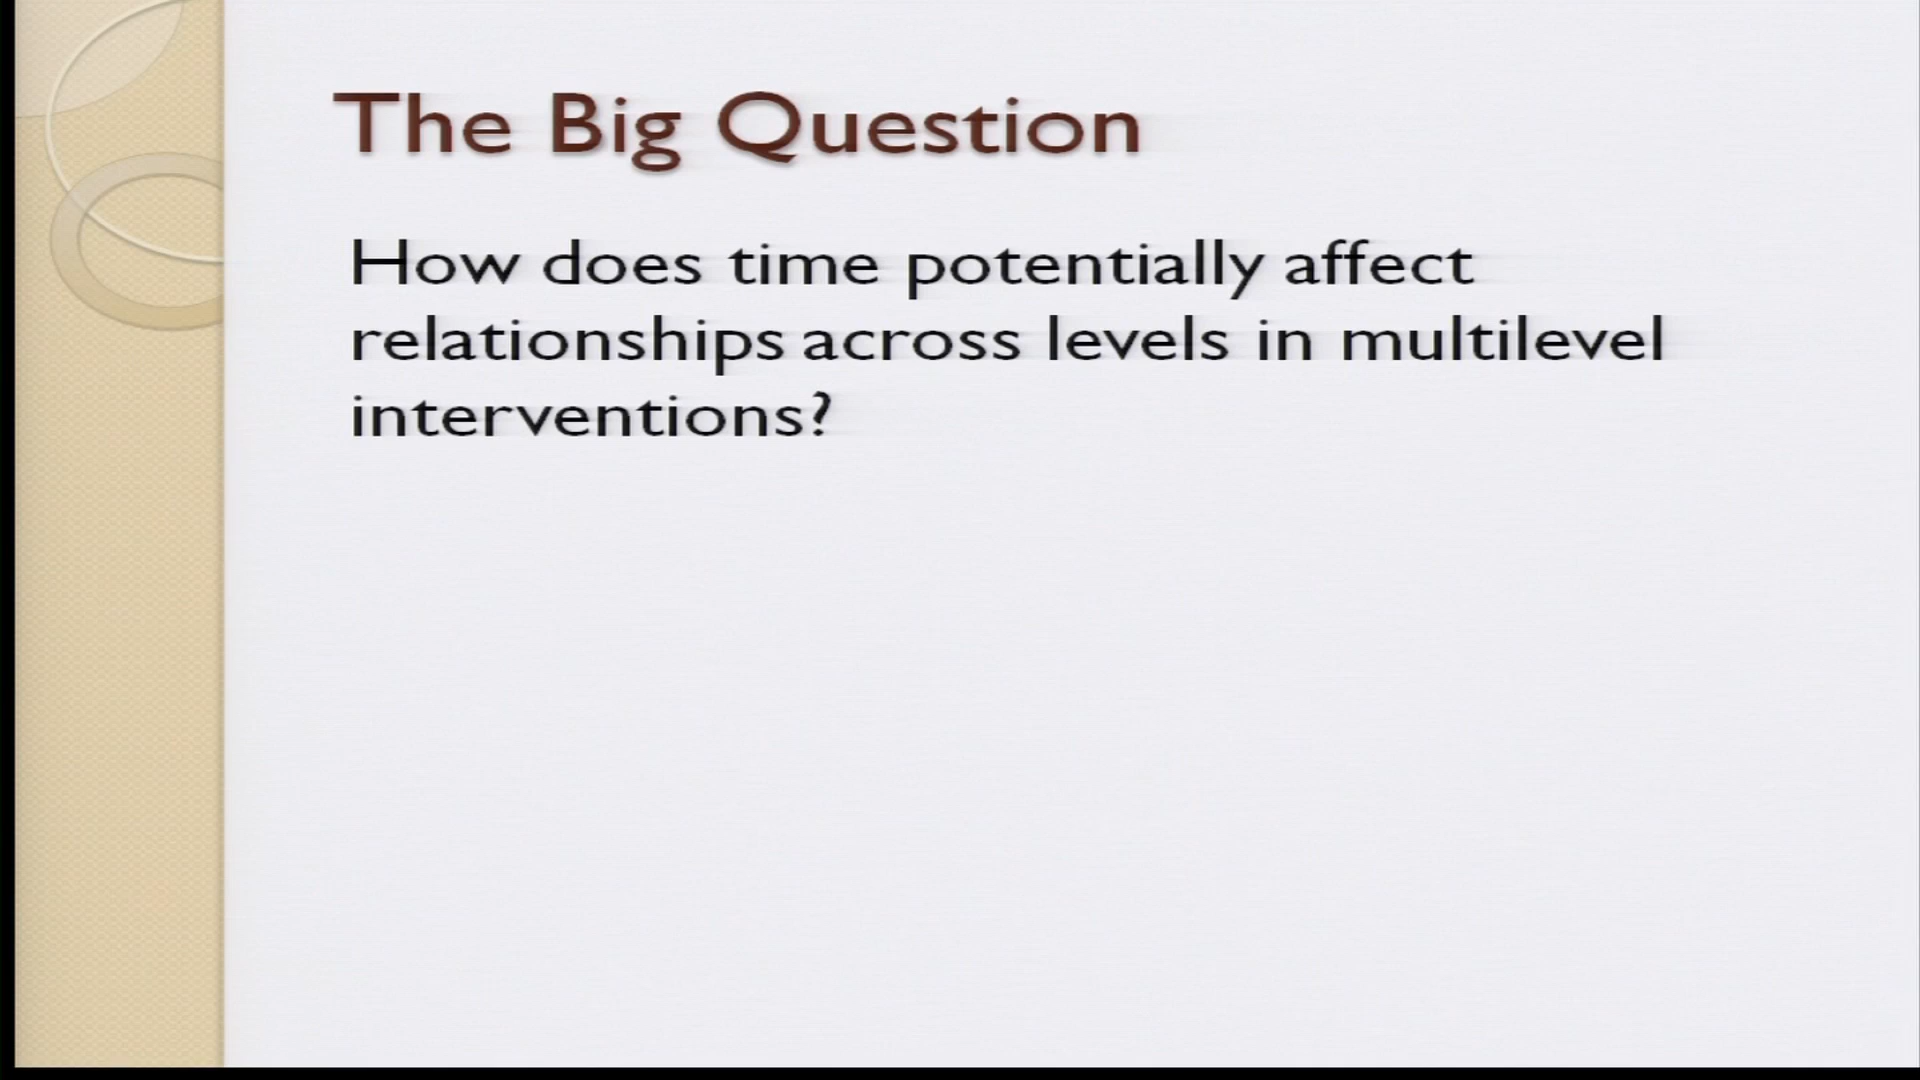 The Big Question
How does time potentially affect
relationships across levels in multilevel
interventions?